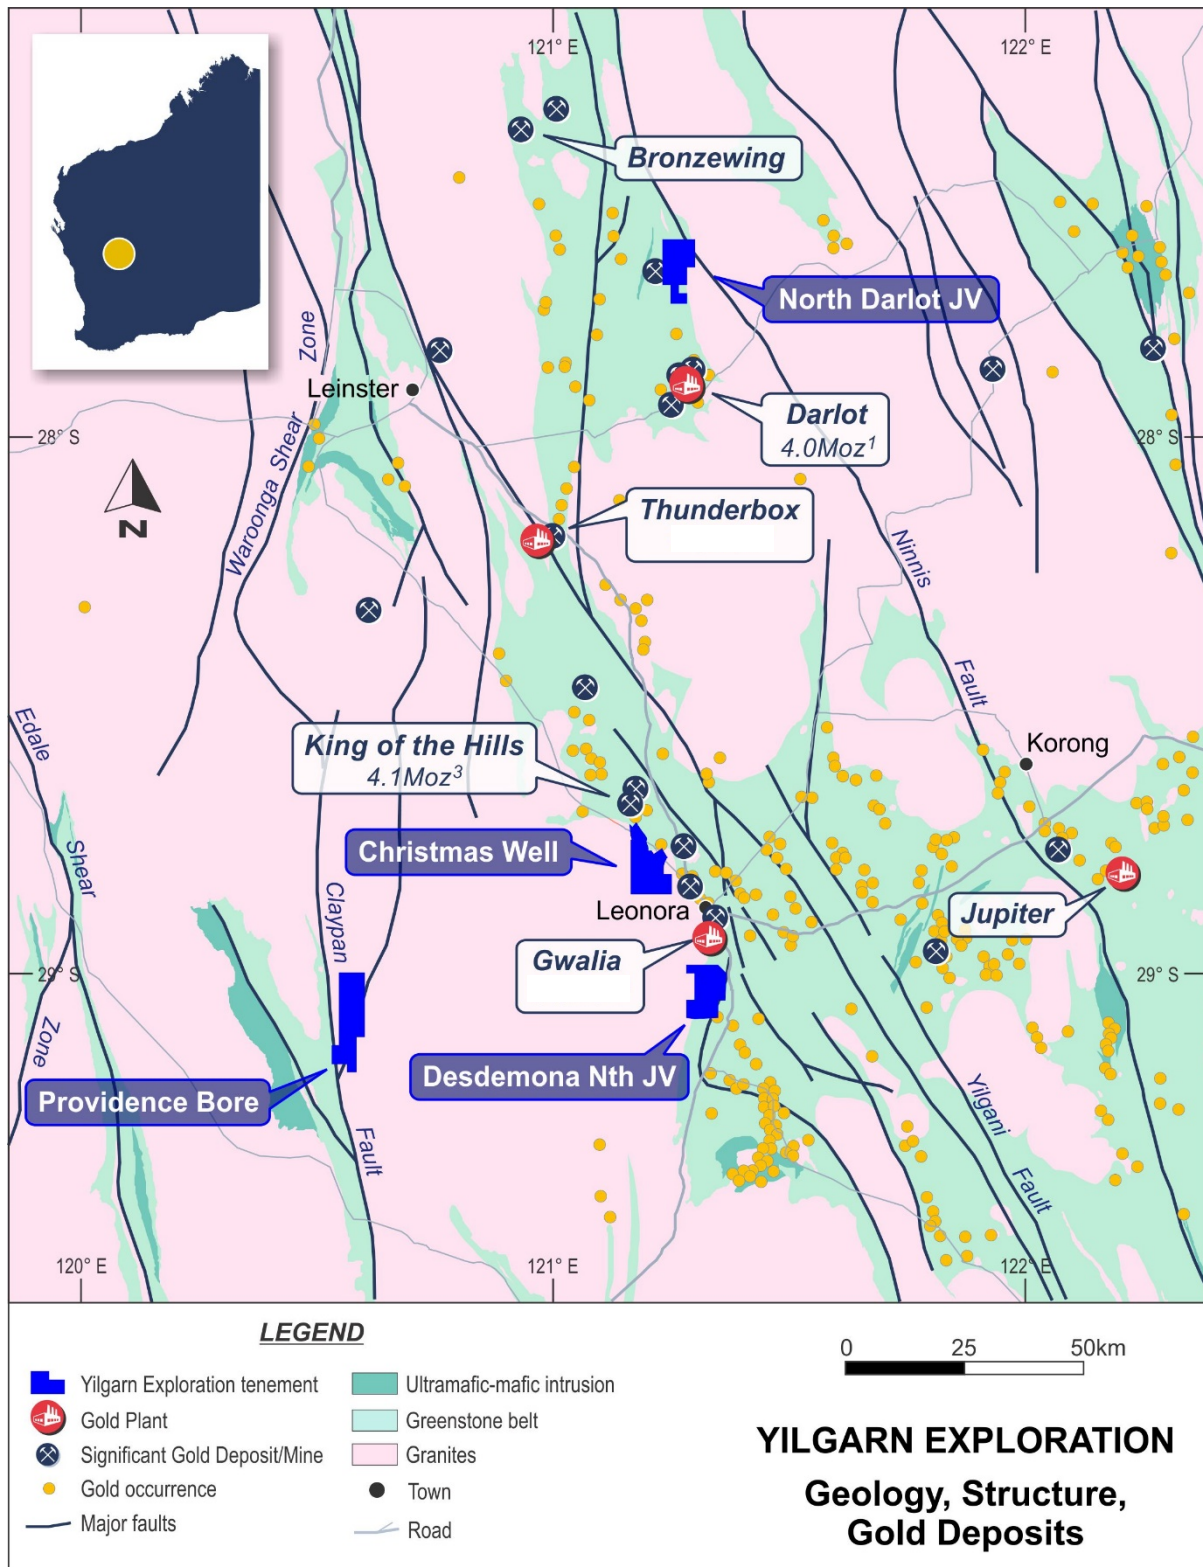 121° E
122° E
Bronzewing
North Darlot JV
Zone
Leinster
Darlot
4.0Moz¹
28° S
28° S
Waroonga Shear
N
Thunderbox
Ninnis
Fault
Edale
King of the Hills
4.1Moz³
Korong
Christmas Well
Shear
Claypan
Leonora
Jupiter
Gwalia
29° S
29° S
Zone
Desdemona Nth JV
Providence Bore
Yilgani
Fault
Fault
120° E
121° E
122° E
LEGEND
Yilgarn Exploration tenement
Gold Plant
Significant Gold Deposit/Mine
Gold occurrence
Major faults
Ultramafic-mafic intrusion
Greenstone belt
Granites
Town
Road
0 25 50km
YILGARN EXPLORATION
Geology, Structure,
Gold Deposits